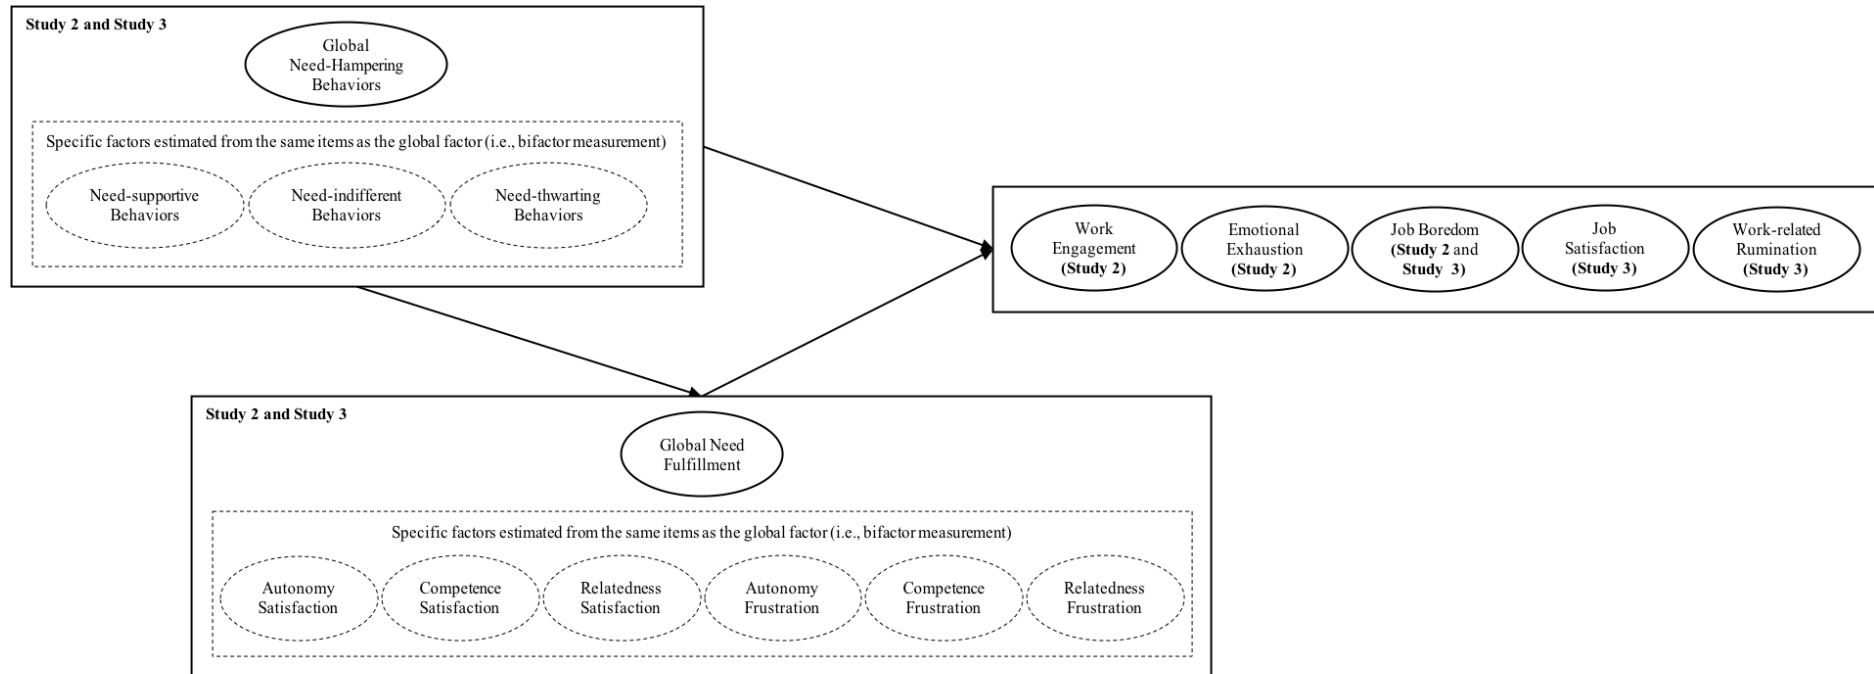 Study 2 and Study 3
Global
Need-Hampering
Behaviors
Specific factors estimated from the same items as the global factor (i.e., bifactor measurement)
Need-supportive
Behaviors
Need-indifferent
Behaviors
Need-thwarting
Behaviors
Work
Engagement
(Study 2)
Emotional
Exhaustion
(Study 2)
Job Boredom
(Study 2 and
Study 3)
Job
Satisfaction
(Study 3)
Work-related
Rumination
(Study 3)
Study 2 and Study 3
Global Need
Fulfillment
Specific factors estimated from the same items as the global factor (i.e., bifactor measurement)
Autonomy
Satisfaction
Competence
Satisfaction
Relatedness
Satisfaction
Autonomy
Frustration
Competence
Frustration
Relatedness
Frustration